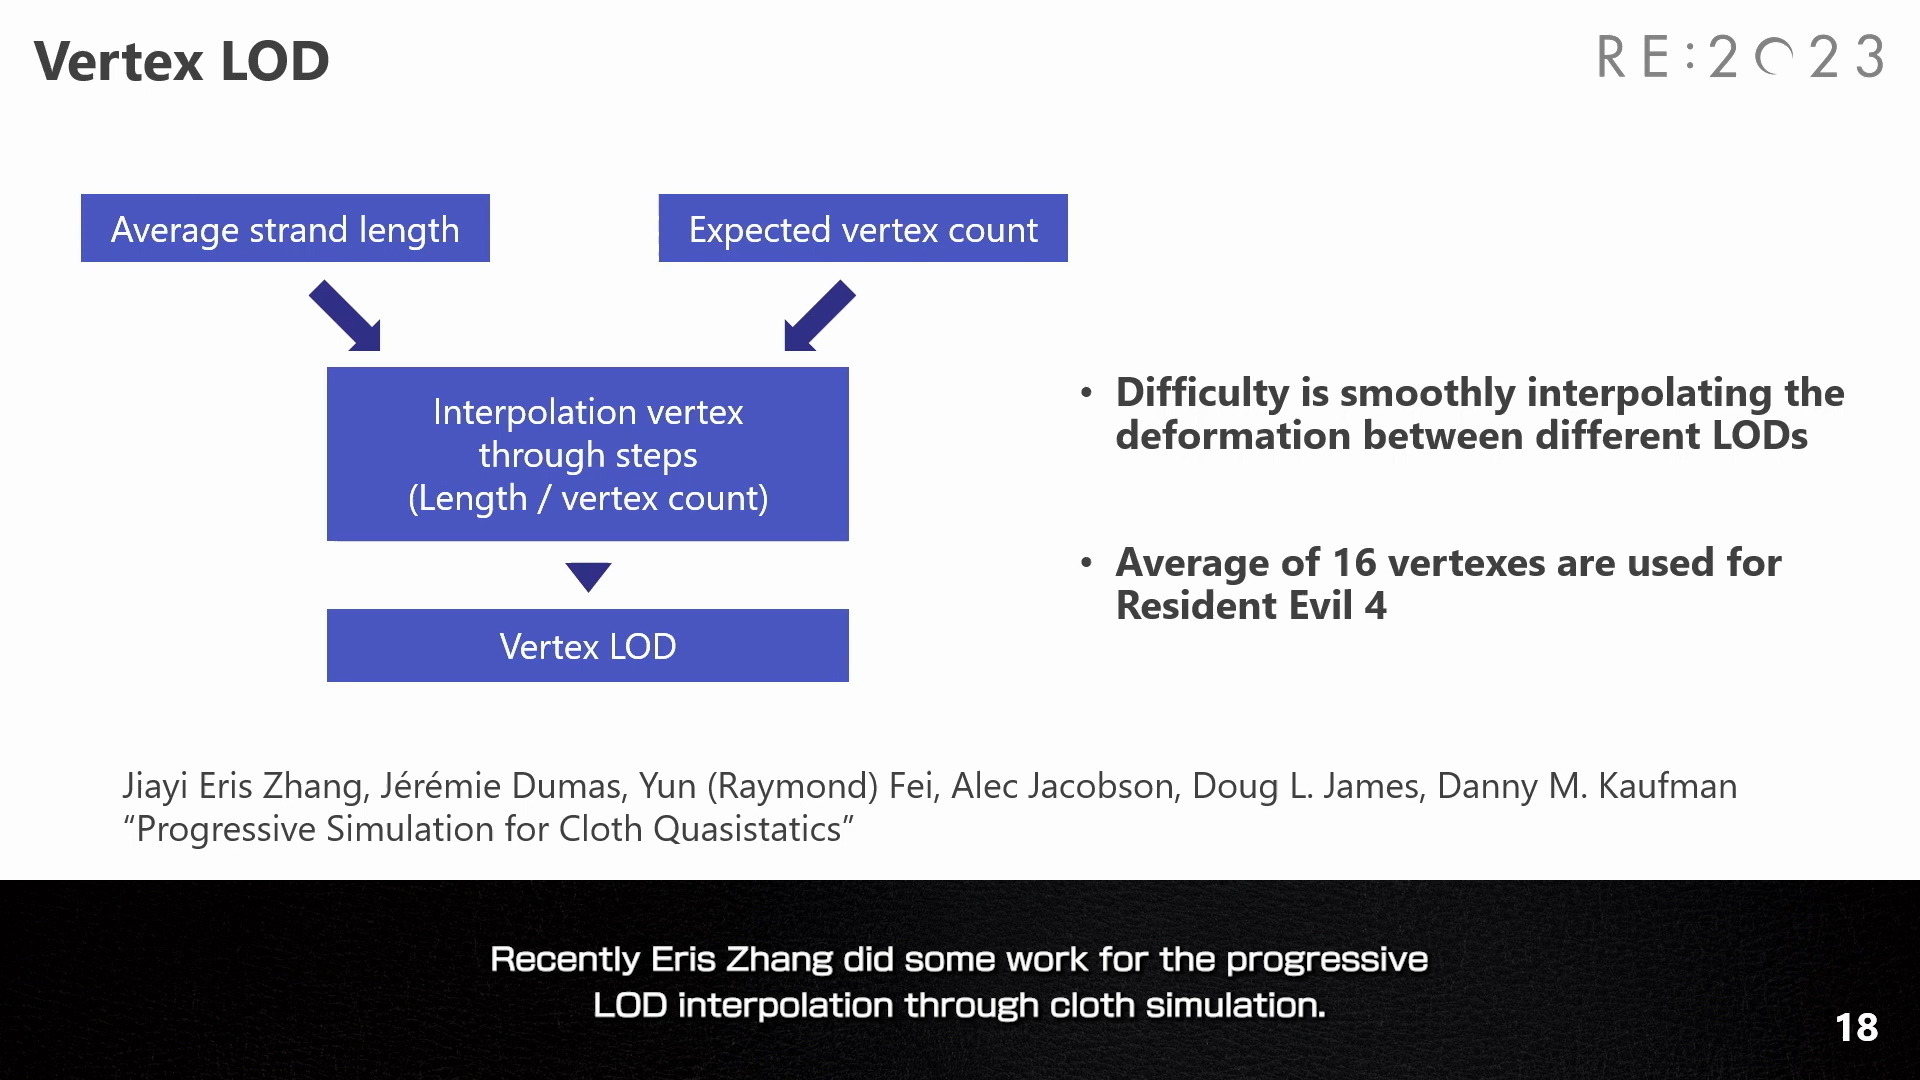 Vertex LOD
RE:2023
Average strand length
Expected vertex count
Interpolation vertex
through steps
(Length / vertex count)
Vertex LOD
• Difficulty is smoothly interpolating the
deformation between different LODs
• Average of 16 vertexes are used for
Resident Evil 4
Jiayi Eris Zhang, Jérémie Dumas, Yun (Raymond) Fei, Alec Jacobson, Doug L. James, Danny M. Kaufman
“Progressive Simulation for Cloth Quasistatics”
Recently Eris Zhang did some work for the progressive
LOD interpolation through cloth simulation.
18